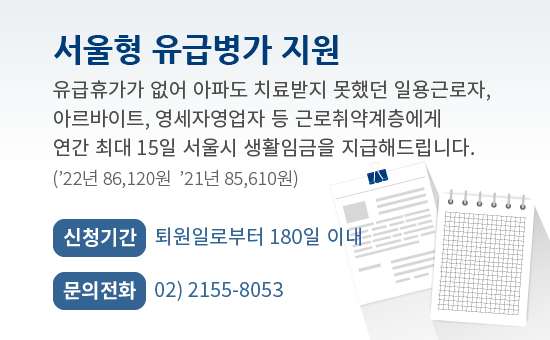 서울형 유급병가 지원
유급휴가가 없어 아파도 치료받지 못했던 일용근로자,
아르바이트, 영세자영업자 등 근로취약계층에게
연간 최대 15일 서울시 생활임금을 지급해드립니다.
(’22년 86,120원 ’21년 85,610원)
신청기간 퇴원일로부터 180일 이내
문의전화 02) 2155-8053